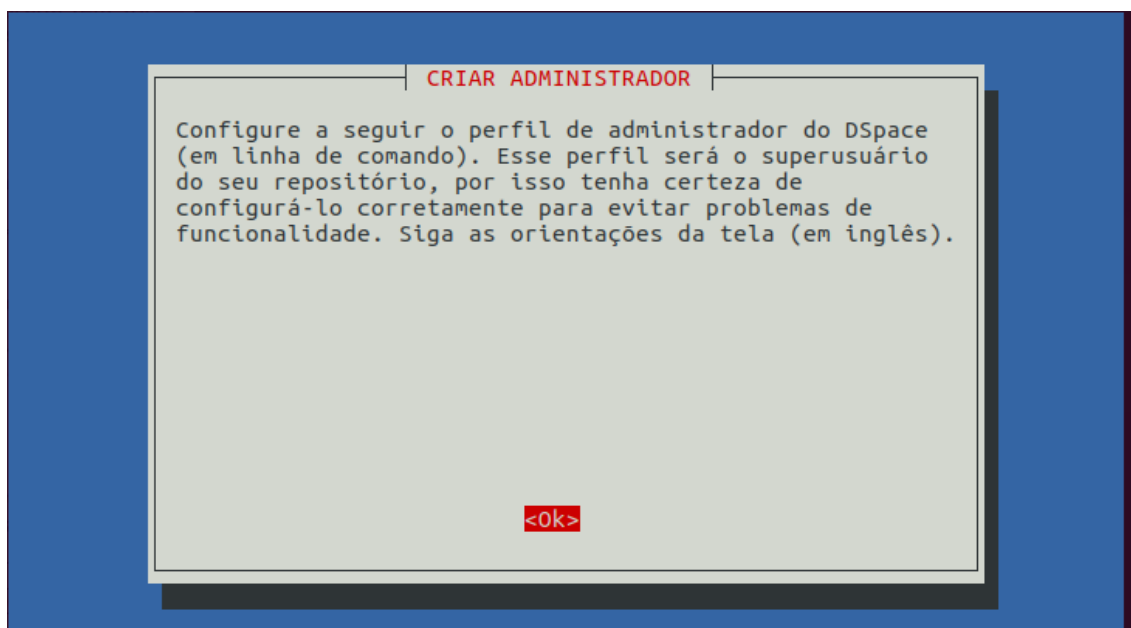 CRIAR ADMINISTRADOR
Configure a seguir o perfil de administrador do DSpace
(em linha de comando). Esse perfil será o superusuário
do seu repositório, por isso tenha certeza de
configurá-lo corretamente para evitar problemas de
funcionalidade. Siga as orientações da tela (em inglês).
<Ok>